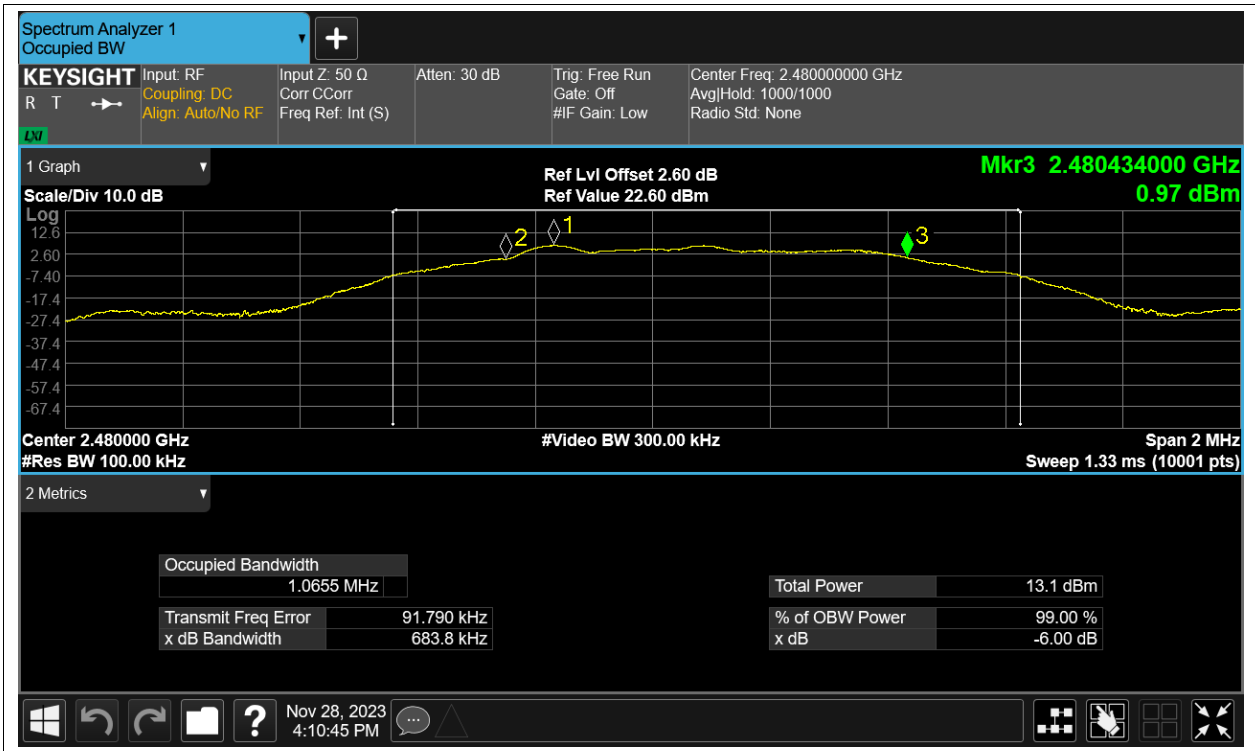 Spectrum Analyzer 1
Occupied BW
KEYSIGHT
R T
LXI
Input: RF
Coupling: DC
Align: Auto/No RF
Input Z: 50 Ω
Corr CCorr
Freq Ref: Int (S)
Atten: 30 dB
Trig: Free Run
Gate: Off
#IF Gain: Low
Center Freq: 2.480000000 GHz
Avg|Hold: 1000/1000
Radio Std: None
1 Graph
Scale/Div 10.0 dB
Ref Lvl Offset 2.60 dB
Ref Value 22.60 dBm
Mkr3 2.480434000 GHz
0.97 dBm
Log
12.6
2.60
-7.40
-17.4
-27.4
-37.4
-47.4
-57.4
-67.4
2
1
3
Center 2.480000 GHz
#Res BW 100.00 kHz
#Video BW 300.00 kHz
Span 2 MHz
Sweep 1.33 ms (10001 pts)
2 Metrics
Occupied Bandwidth
1.0655 MHz
Transmit Freq Error 91.790 kHz
x dB Bandwidth 683.8 kHz
Total Power 13.1 dBm
% of OBW Power 99.00 %
x dB -6.00 dB
?
Nov 28, 2023
4:10:45 PM